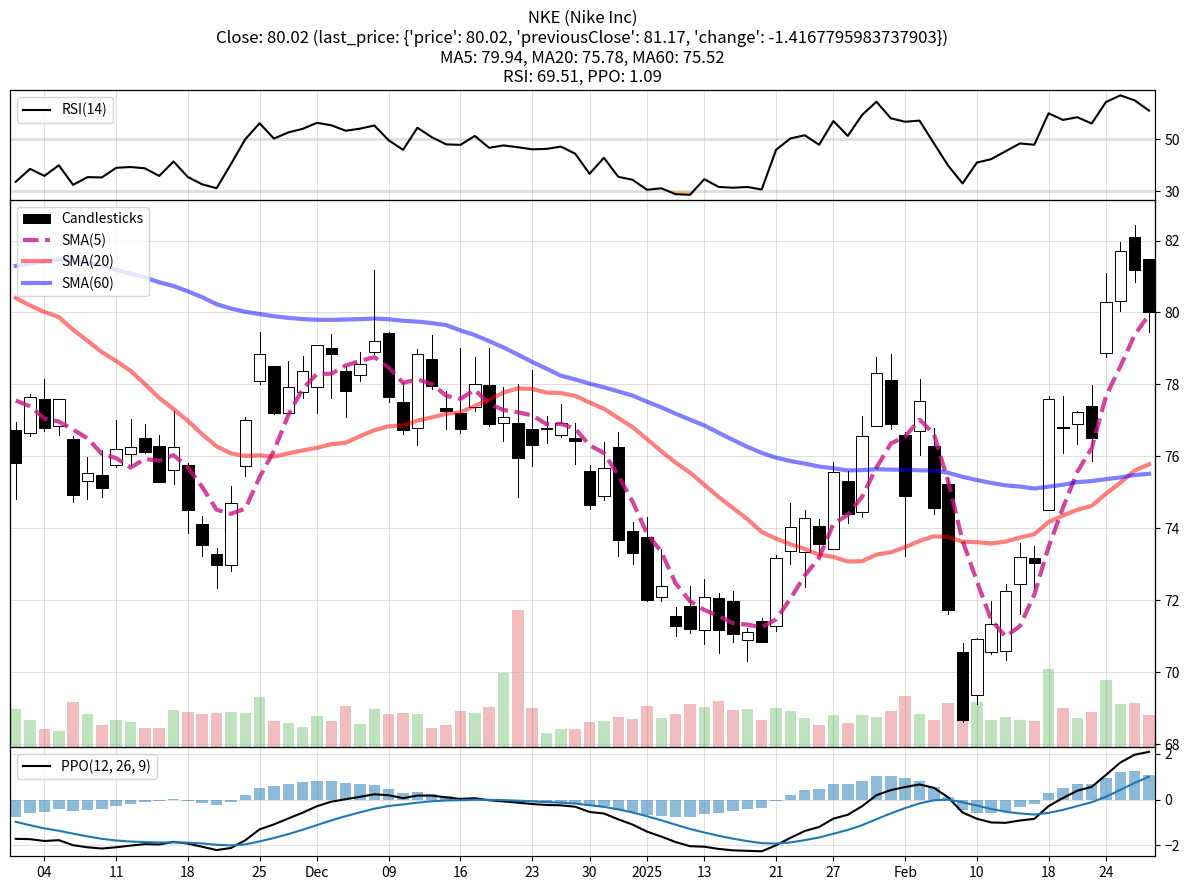 NKE (Nike Inc)
Close: 80.02 (last_price: {'price': 80.02, 'previousClose': 81.17, 'change': -1.4167795983737903})
MA5: 79.94, MA20: 75.78, MA60: 75.52
RSI: 69.51, PPO: 1.09
RSI(14)
50
30
Candlesticks
SMA(5)
SMA(20)
SMA(60)
82
80
78
76
74
72
70
68
PPO(12, 26, 9)
2
0
−2
04 11 18 25 Dec 09 16 23 30 2025 13 21 27 Feb 10 18 24